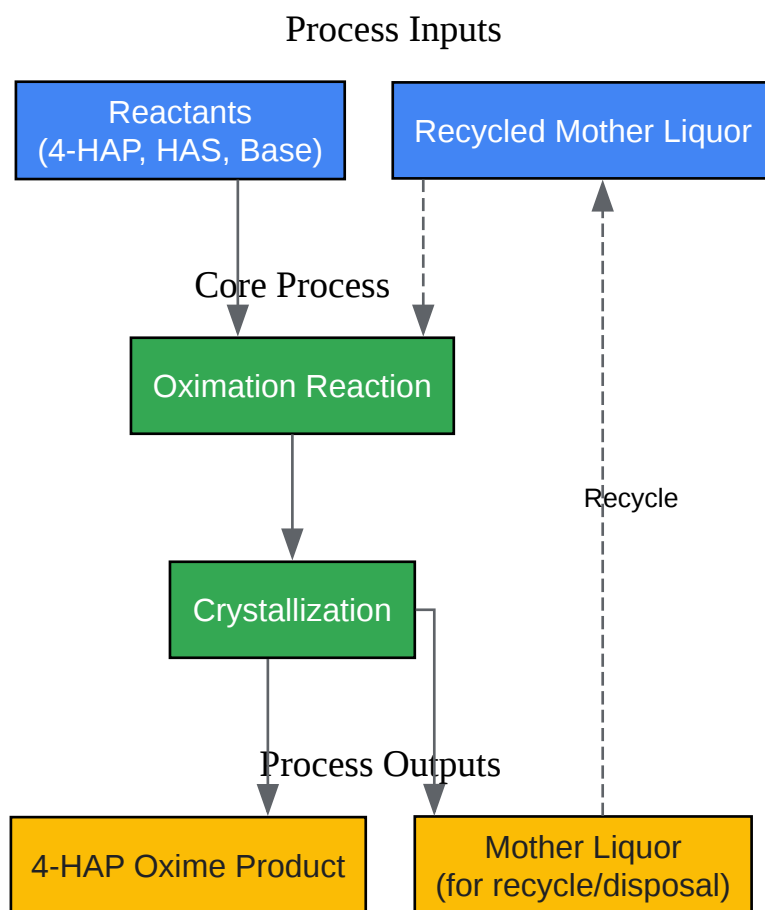 Process Inputs
Reactants
(4-HAP, HAS, Base)
Recycled Mother Liquor
Core Process
Oximation Reaction
Recycle
Crystallization
Process Outputs
4-HAP Oxime Product
Mother Liquor
(for recycle/disposal)